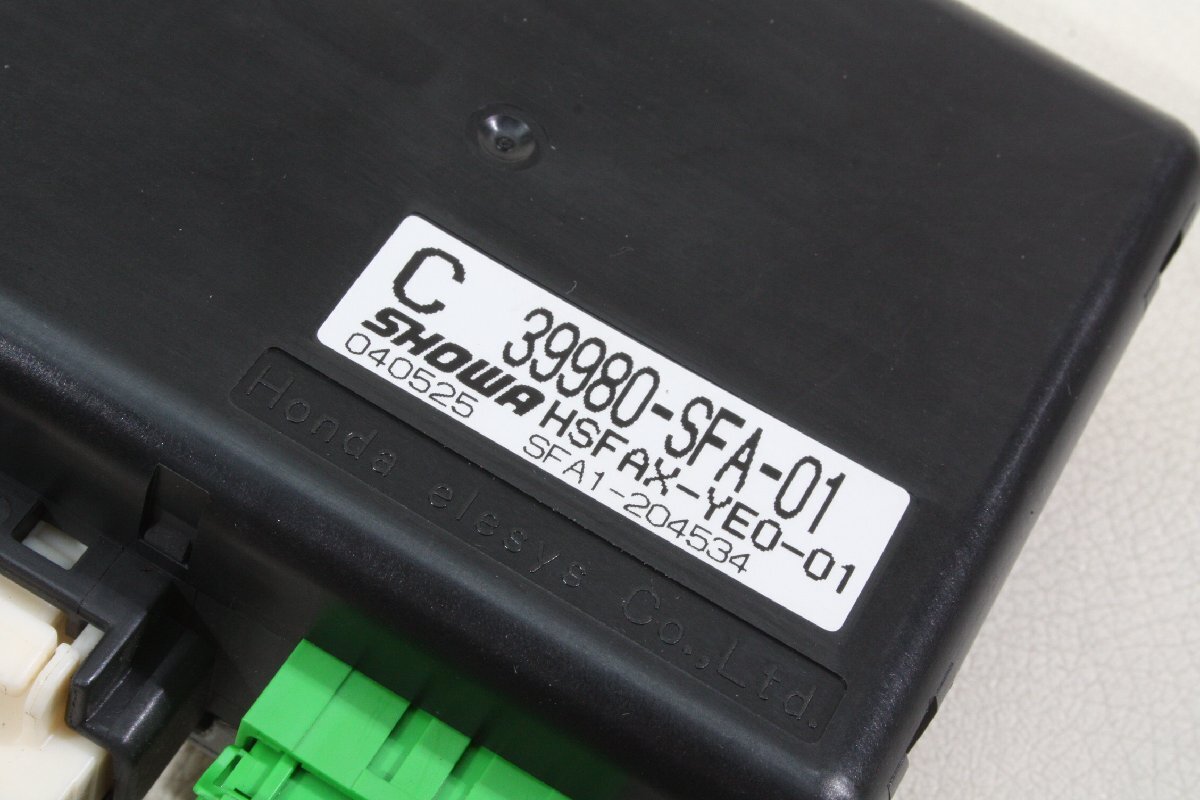 C 39980-SFA-01
SHOWA HSFAX-YE0-01
040525 SFA1-204534
Honda elesys Co.,Ltd.